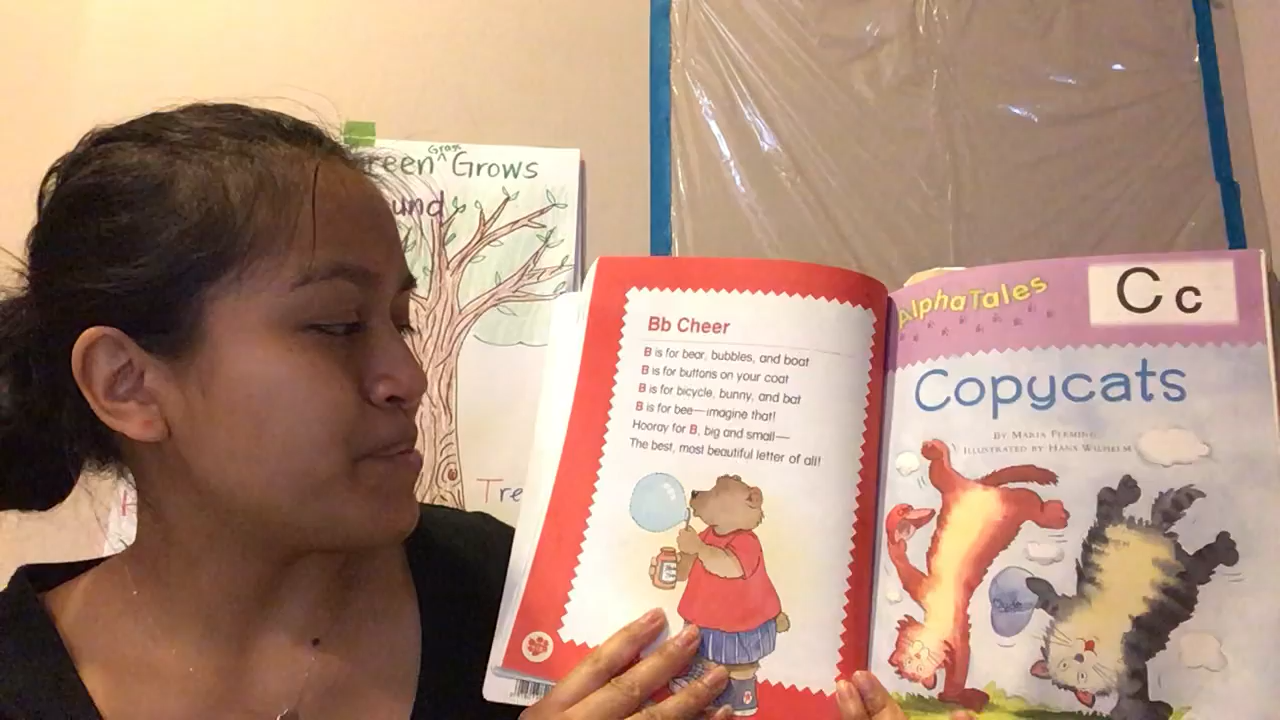 reen Grass Grows
und
Tre
Bb Cheer
B is for bear, bubbles, and boat
B is for buttons on your coat
B is for bicycle, bunny, and bat
B is for bee—imagine that!
Hooray for B, big and small—
The best, most beautiful letter of all!
AlphaTales
Cc
Copycats
BY MARIA FLEMING
ILLUSTRATED BY HANS WILHELM